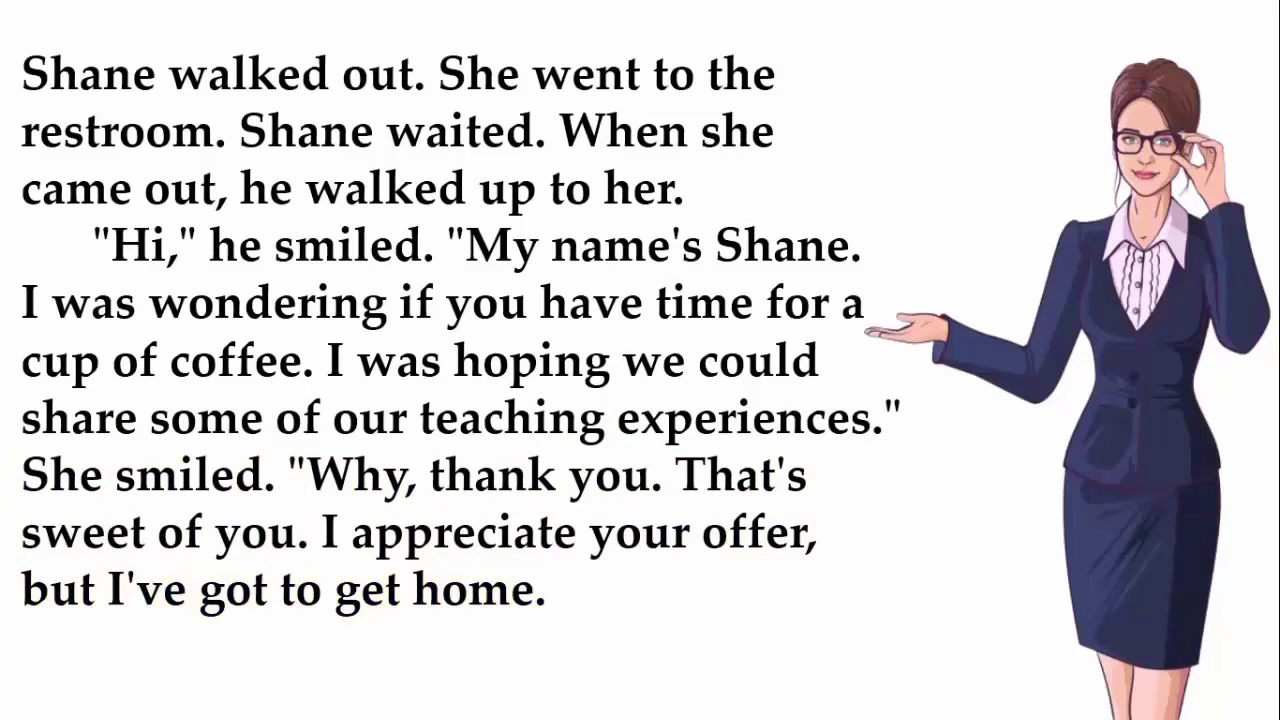 Shane walked out. She went to the
restroom. Shane waited. When she
came out, he walked up to her.
"Hi," he smiled. "My name's Shane.
I was wondering if you have time for a
cup of coffee. I was hoping we could
share some of our teaching experiences."
She smiled. "Why, thank you. That's
sweet of you. I appreciate your offer,
but I've got to get home.